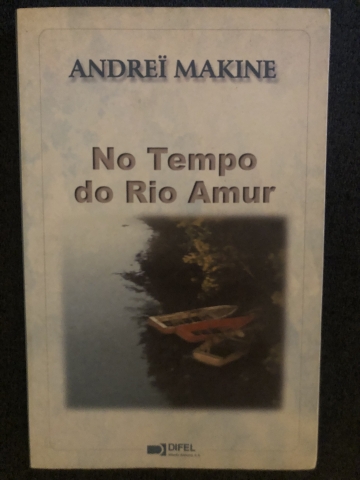 ANDREÏ MAKINE
No Tempo
do Rio Amur
DIFEL